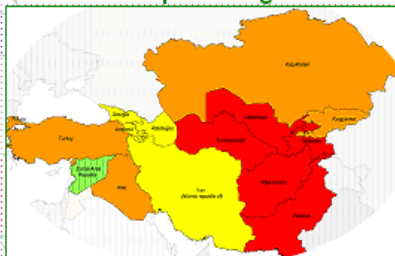 Kazakhstan
Georgia
Uzbekistan
Kyrgyzstan
Turkey
Armenia
Azerbaijan
Turkmenistan
Tajikistan
Syrian Arab
Republic
Iraq
Iran
(Islamic republic of)
Afghanistan
Pakistan